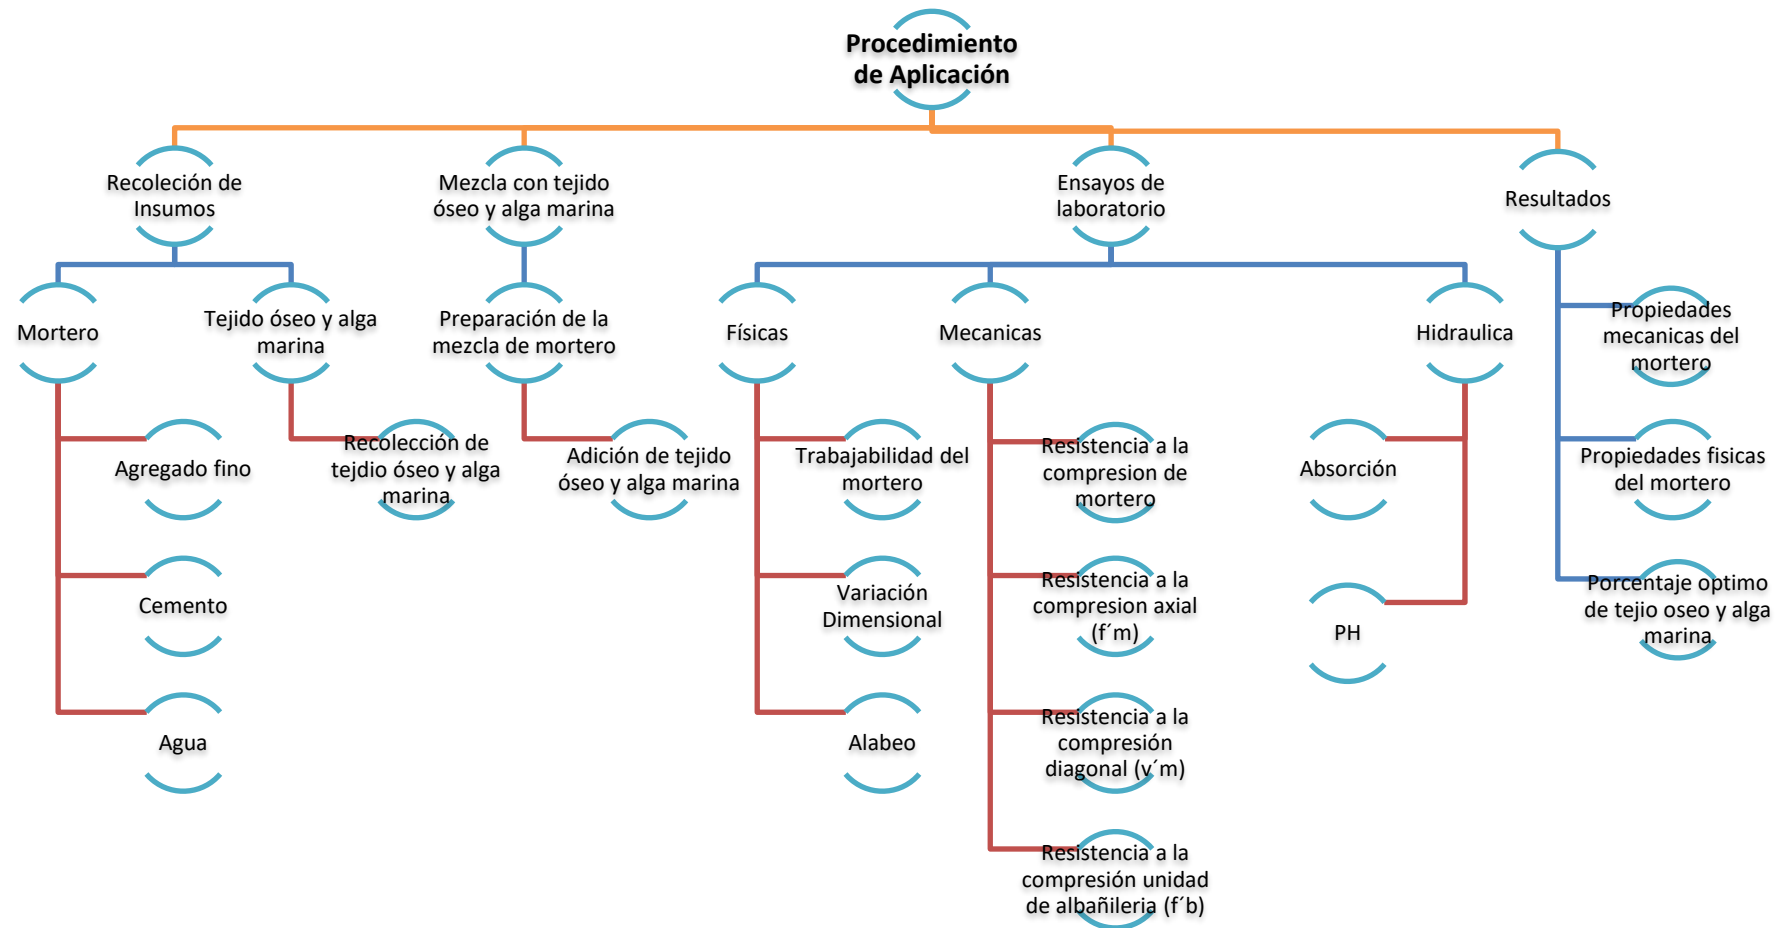 Procedimiento
de Aplicación
Recoleción de
Insumos
Mezcla con tejido
óseo y alga marina
Ensayos de
laboratorio
Resultados
Mortero
Tejido óseo y alga
marina
Preparación de la
mezcla de mortero
Físicas
Mecanicas
Hidraulica
Propiedades
mecanicas del
mortero
Agregado fino
Recolección de
tejdio óseo y alga
marina
Adición de tejido
óseo y alga marina
Trabajabilidad del
mortero
Resistencia a la
compresion de
mortero
Absorción
Propiedades fisicas
del mortero
Cemento
Variación
Dimensional
Resistencia a la
compresion axial
(f´m)
PH
Porcentaje optimo
de tejio oseo y alga
marina
Agua
Alabeo
Resistencia a la
compresión
diagonal (v´m)
Resistencia a la
compresión unidad
de albañileria (f´b)